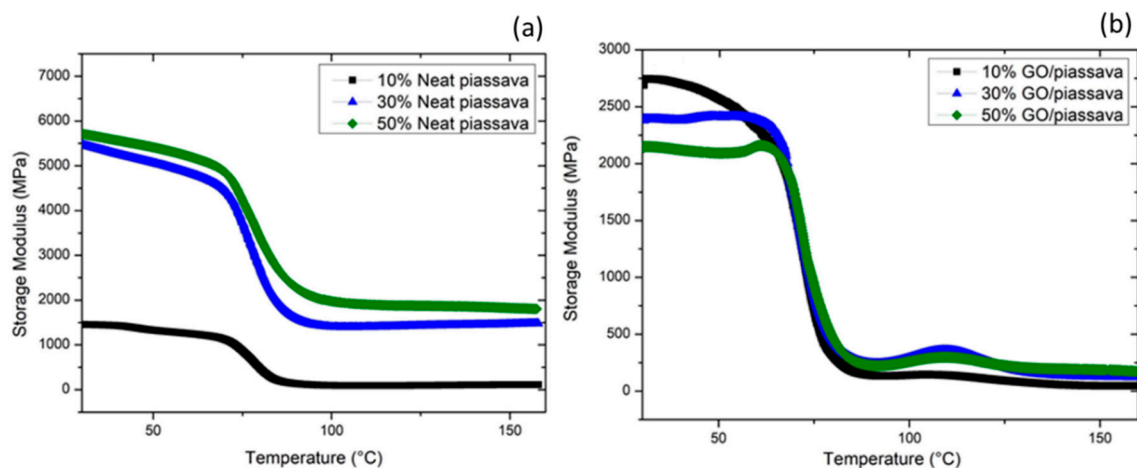 (a)
10% Neat piassava
30% Neat piassava
50% Neat piassava
7000
6000
5000
4000
3000
2000
1000
0
Storage Modulus (MPa)
50
100
150
Temperature (°C)
(b)
10% GO/piassava
30% GO/piassava
50% GO/piassava
3000
2500
2000
1500
1000
500
0
Storage Modulus (MPa)
50
100
150
Temperature (°C)